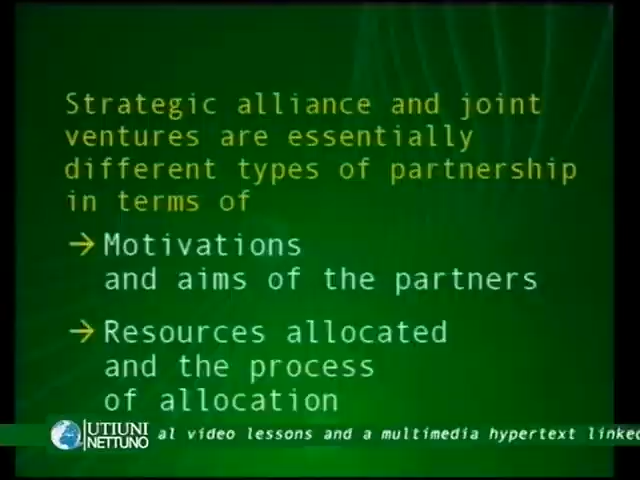 Strategic alliance and joint
ventures are essentially
different types of partnership
in terms of
→ Motivations
and aims of the partners
→ Resources allocated
and the process
of allocation
UTIUNI
NETTUNO
al video lessons and a multimedia hypertext linked